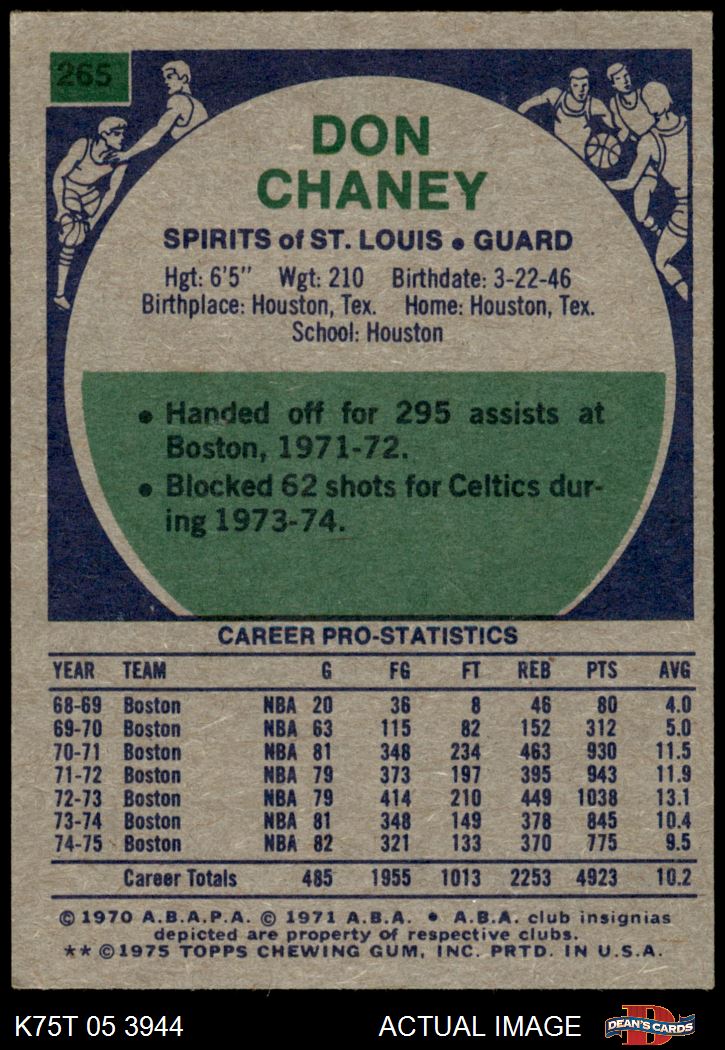 265
DON
CHANEY
SPIRITS of ST. LOUIS • GUARD
Hgt: 6'5" Wgt: 210 Birthdate: 3-22-46
Birthplace: Houston, Tex. Home: Houston, Tex.
School: Houston
• Handed off for 295 assists at
Boston, 1971-72.
• Blocked 62 shots for Celtics dur-
ing 1973-74.
CAREER PRO-STATISTICS
YEAR TEAM G FG FT REB PTS AVG
68-69 Boston NBA 20 36 8 46 80 4.0
69-70 Boston NBA 63 115 82 152 312 5.0
70-71 Boston NBA 81 348 234 463 930 11.5
71-72 Boston NBA 79 373 197 395 943 11.9
72-73 Boston NBA 79 414 210 449 1038 13.1
73-74 Boston NBA 81 348 149 378 845 10.4
74-75 Boston NBA 82 321 133 370 775 9.5
Career Totals 485 1955 1013 2253 4923 10.2
© 1970 A.B.A.P.A. © 1971 A.B.A. • A.B.A. club insignias
depicted are property of respective clubs.
** © 1975 TOPPS CHEWING GUM, INC. PRTD. IN U.S.A.
K75T 05 3944 ACTUAL IMAGE
D
DEAN'S CARDS